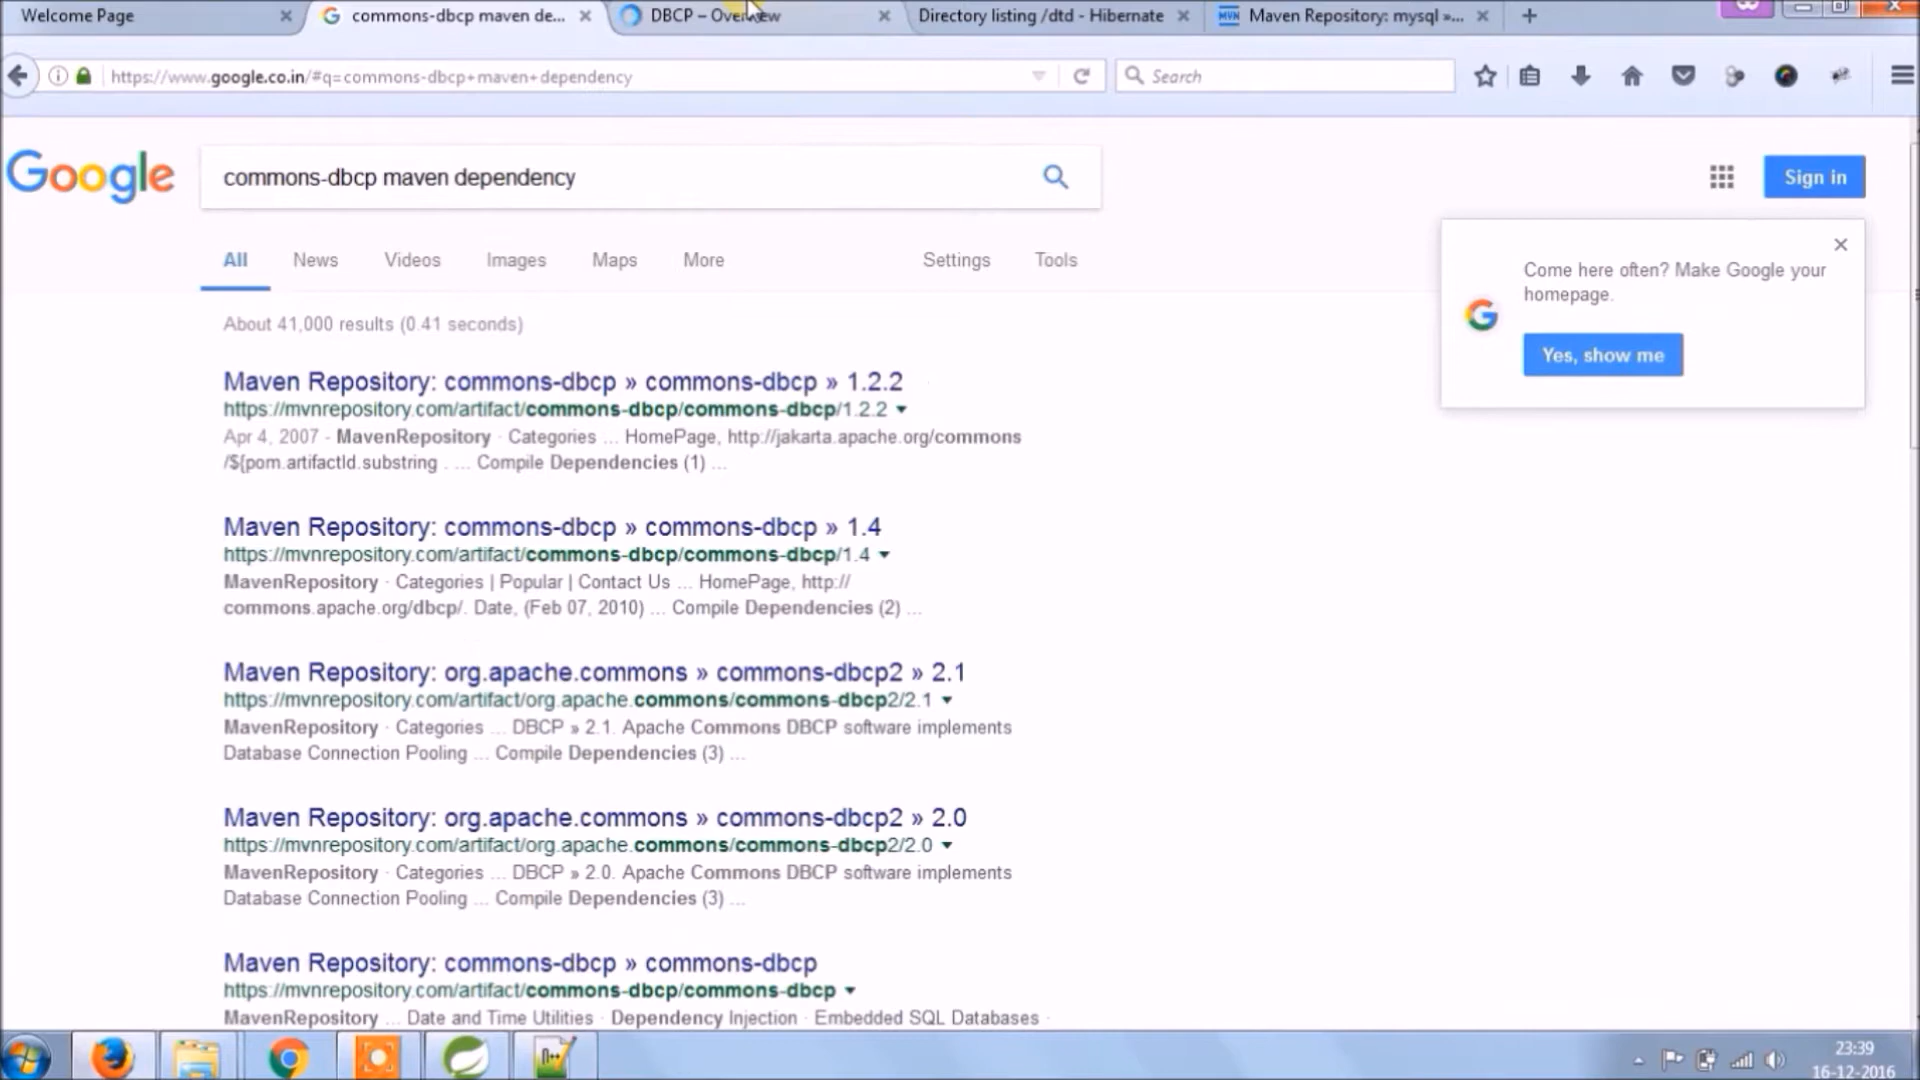 Welcome Page
commons-dbcp maven de...
DBCP – Overview
Directory listing /dtd - Hibernate
MVN Maven Repository: mysql »...
https://www.google.co.in/#q=commons-dbcp+maven+dependency
Search
Google
commons-dbcp maven dependency
Sign in
All News Videos Images Maps More Settings Tools
Come here often? Make Google your
homepage.
Yes, show me
About 41,000 results (0.41 seconds)
Maven Repository: commons-dbcp » commons-dbcp » 1.2.2
https://mvnrepository.com/artifact/commons-dbcp/commons-dbcp/1.2.2
Apr 4, 2007 - MavenRepository · Categories ... HomePage, http://jakarta.apache.org/commons
/${pom.artifactId.substring . ... Compile Dependencies (1) ...
Maven Repository: commons-dbcp » commons-dbcp » 1.4
https://mvnrepository.com/artifact/commons-dbcp/commons-dbcp/1.4
MavenRepository · Categories | Popular | Contact Us ... HomePage, http://
commons.apache.org/dbcp/. Date, (Feb 07, 2010) ... Compile Dependencies (2) ...
Maven Repository: org.apache.commons » commons-dbcp2 » 2.1
https://mvnrepository.com/artifact/org.apache.commons/commons-dbcp2/2.1
MavenRepository · Categories ... DBCP » 2.1. Apache Commons DBCP software implements
Database Connection Pooling ... Compile Dependencies (3) ...
Maven Repository: org.apache.commons » commons-dbcp2 » 2.0
https://mvnrepository.com/artifact/org.apache.commons/commons-dbcp2/2.0
MavenRepository · Categories ... DBCP » 2.0. Apache Commons DBCP software implements
Database Connection Pooling ... Compile Dependencies (3) ...
Maven Repository: commons-dbcp » commons-dbcp
https://mvnrepository.com/artifact/commons-dbcp/commons-dbcp
MavenRepository ... Date and Time Utilities · Dependency Injection · Embedded SQL Databases ·
23:39
16-12-2016